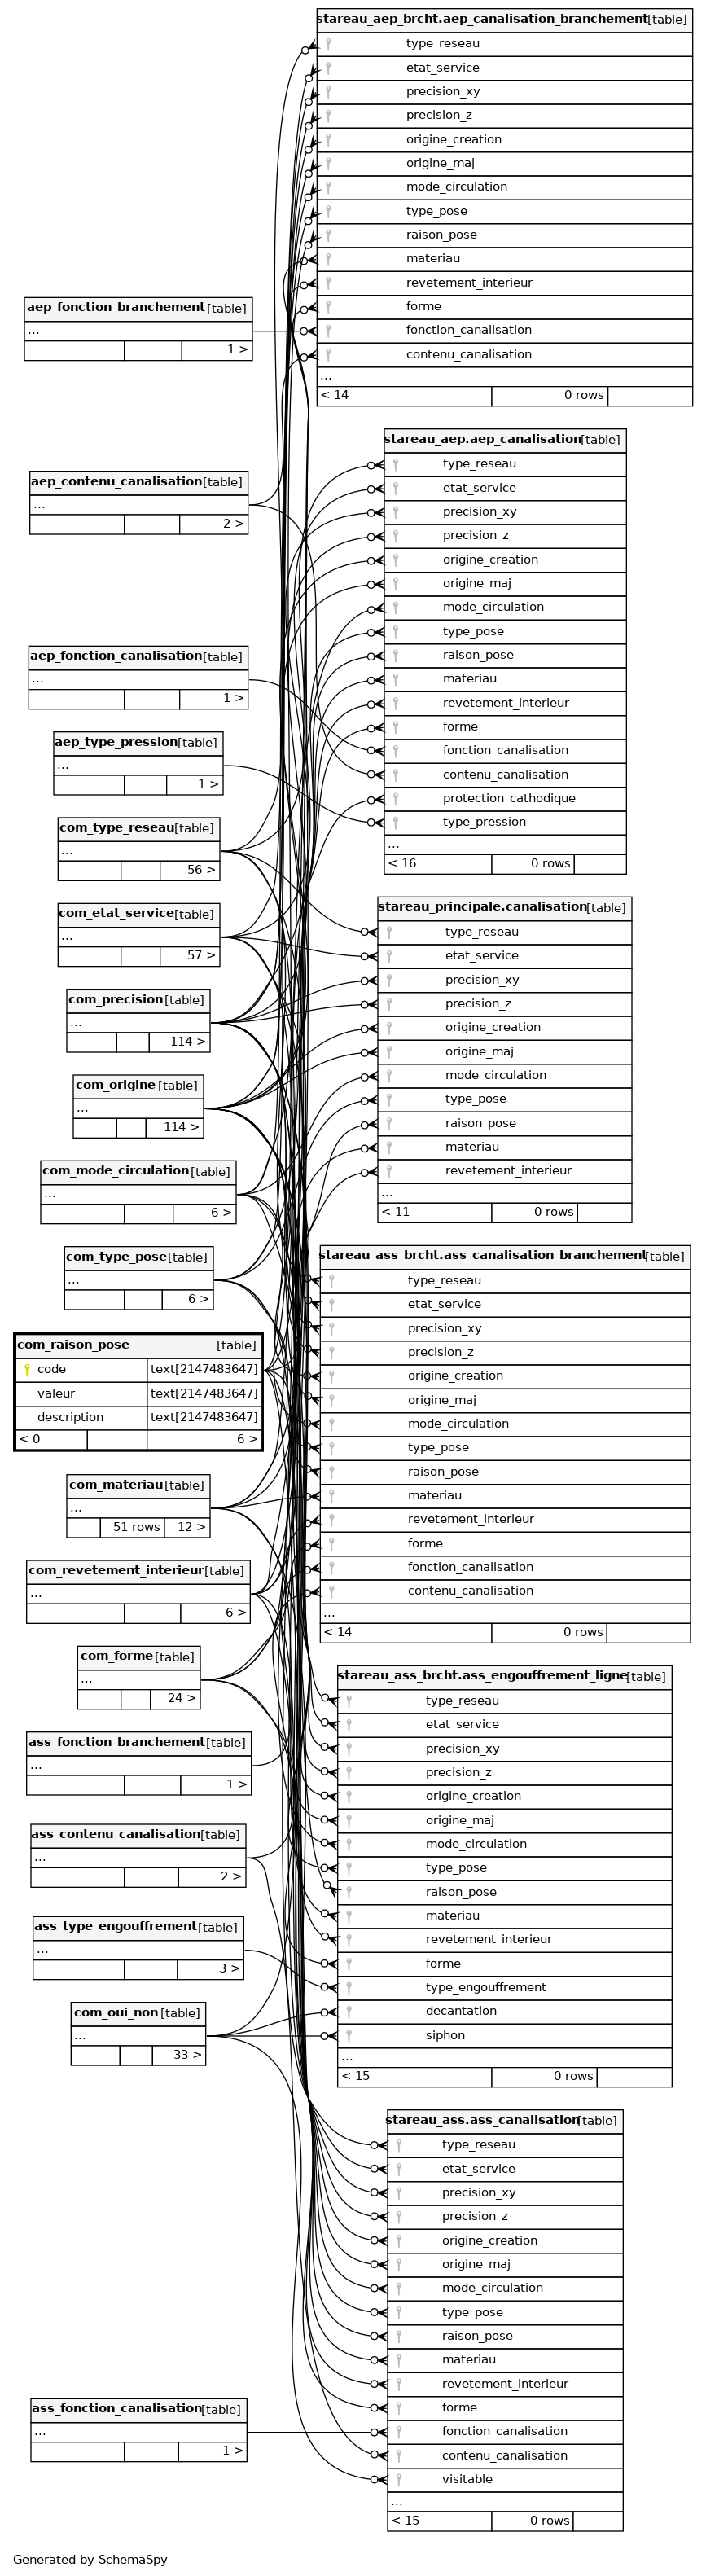 stareau_aep_brcht.aep_canalisation_branchement [table]
type_reseau
etat_service
precision_xy
precision_z
origine_creation
origine_maj
mode_circulation
type_pose
raison_pose
materiau
revetement_interieur
forme
fonction_canalisation
contenu_canalisation
...
< 14 0 rows
aep_fonction_branchement [table]
...
1 >
stareau_aep.aep_canalisation [table]
type_reseau
etat_service
precision_xy
precision_z
origine_creation
origine_maj
mode_circulation
type_pose
raison_pose
materiau
revetement_interieur
forme
fonction_canalisation
contenu_canalisation
protection_cathodique
type_pression
...
< 16 0 rows
aep_contenu_canalisation [table]
...
2 >
aep_fonction_canalisation [table]
...
1 >
aep_type_pression [table]
...
1 >
com_type_reseau [table]
...
56 >
com_etat_service [table]
...
57 >
com_precision [table]
...
114 >
com_origine [table]
...
114 >
com_mode_circulation [table]
...
6 >
stareau_principale.canalisation [table]
type_reseau
etat_service
precision_xy
precision_z
origine_creation
origine_maj
mode_circulation
type_pose
raison_pose
materiau
revetement_interieur
...
< 11 0 rows
com_type_pose [table]
...
6 >
com_raison_pose [table]
code text[2147483647]
valeur text[2147483647]
description text[2147483647]
< 0 6 >
com_materiau [table]
...
51 rows 12 >
com_revetement_interieur [table]
...
6 >
stareau_ass_brcht.ass_canalisation_branchement [table]
type_reseau
etat_service
precision_xy
precision_z
origine_creation
origine_maj
mode_circulation
type_pose
raison_pose
materiau
revetement_interieur
forme
fonction_canalisation
contenu_canalisation
...
< 14 0 rows
com_forme [table]
...
24 >
ass_fonction_branchement [table]
...
1 >
ass_contenu_canalisation [table]
...
2 >
ass_type_engouffrement [table]
...
3 >
com_oui_non [table]
...
33 >
stareau_ass_brcht.ass_engouffrement_ligne [table]
type_reseau
etat_service
precision_xy
precision_z
origine_creation
origine_maj
mode_circulation
type_pose
raison_pose
materiau
revetement_interieur
forme
type_engouffrement
decantation
siphon
...
< 15 0 rows
stareau_ass.ass_canalisation [table]
type_reseau
etat_service
precision_xy
precision_z
origine_creation
origine_maj
mode_circulation
type_pose
raison_pose
materiau
revetement_interieur
forme
fonction_canalisation
contenu_canalisation
visitable
...
< 15 0 rows
ass_fonction_canalisation [table]
...
1 >
Generated by SchemaSpy